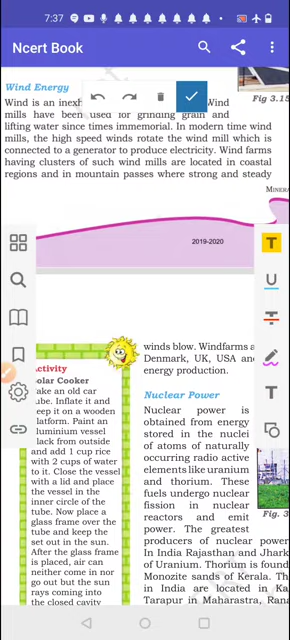 7:37
Ncert Book
Fig 3.15
Wind Energy
Wind is an inexh Wind
mills have been used for grinding grain and
lifting water since times immemorial. In modern time wind
mills, the high speed winds rotate the wind mill which is
connected to a generator to produce electricity. Wind farms
having clusters of such wind mills are located in coastal
regions and in mountain passes where strong and steady
MINERA
2019-2020
Activity
Solar Cooker
Take an old car
tube. Inflate it and
keep it on a wooden
platform. Paint an
aluminium vessel
black from outside
and add 1 cup rice
with 2 cups of water
to it. Close the vessel
with a lid and place
the vessel in the
inner circle of the
tube. Now place a
glass frame over the
tube and keep the
set out in the sun.
After the glass frame
is placed, air can
neither come in nor
go out but the sun
rays coming into
the closed cavity
winds blow. Windfarms a
Denmark, UK, USA and
energy production.
Nuclear Power
Nuclear power is
obtained from energy
stored in the nuclei
of atoms of naturally
occurring radio active
elements like uranium
and thorium. These
fuels undergo nuclear
fission in nuclear
reactors and emit
power. The greatest
producers of nuclear power
In India Rajasthan and Jhark
of Uranium. Thorium is found
Monozite sands of Kerala. Th
in India are located in Ka
Tarapur in Maharastra, Rana
Fig. 3
T
U
T
T